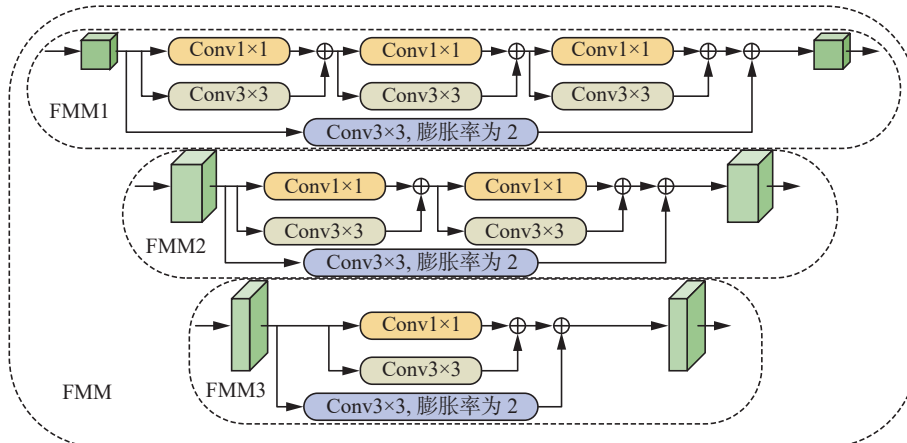 Conv1×1 Conv1×1 Conv1×1
Conv3×3 Conv3×3 Conv3×3
FMM1
Conv3×3, 膨胀率为 2
Conv1×1 Conv1×1
Conv3×3 Conv3×3
FMM2
Conv3×3, 膨胀率为 2
Conv1×1
Conv3×3
FMM FMM3
Conv3×3, 膨胀率为 2